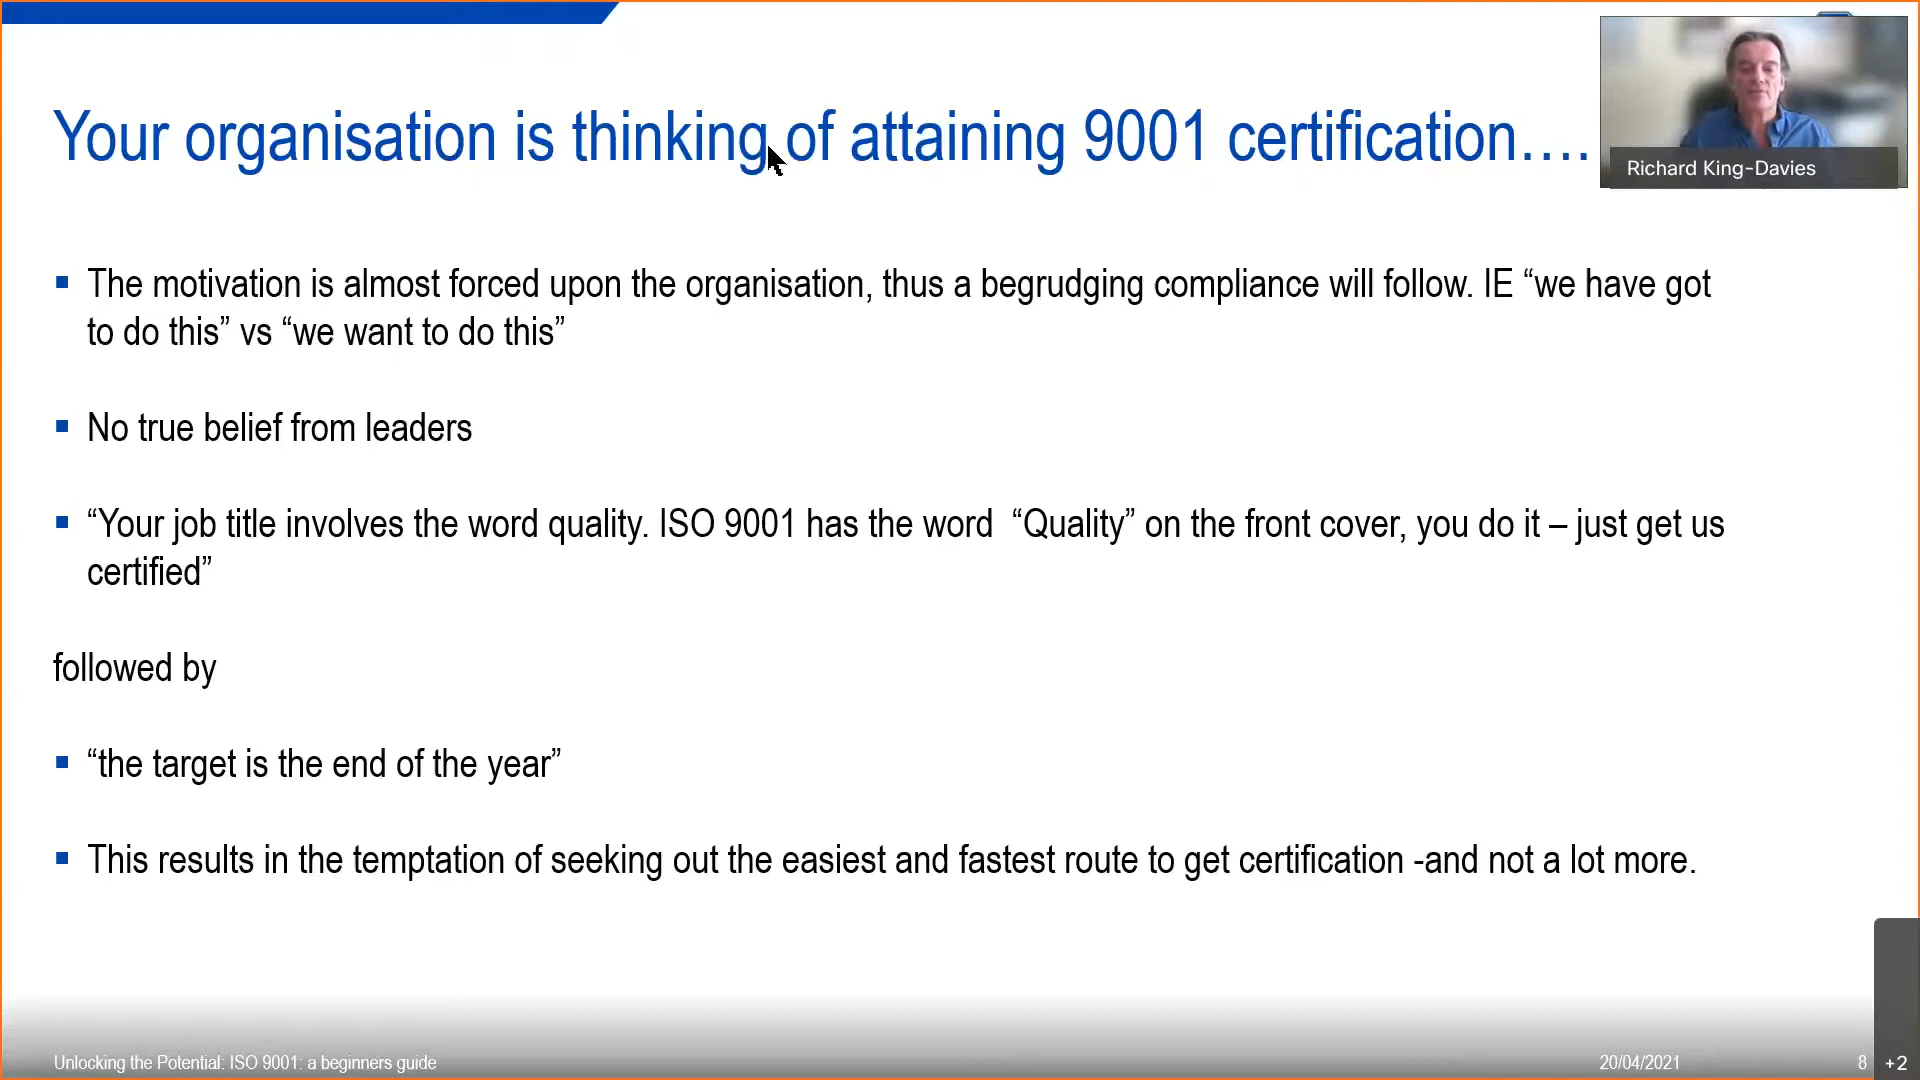 Your organisation is thinking of attaining 9001 certification….
Richard King-Davies
The motivation is almost forced upon the organisation, thus a begrudging compliance will follow. IE “we have got
to do this” vs “we want to do this”
No true belief from leaders
“Your job title involves the word quality. ISO 9001 has the word  “Quality” on the front cover, you do it – just get us
certified”
followed by
“the target is the end of the year”
This results in the temptation of seeking out the easiest and fastest route to get certification -and not a lot more.
Unlocking the Potential: ISO 9001: a beginners guide
20/04/2021
8
+2